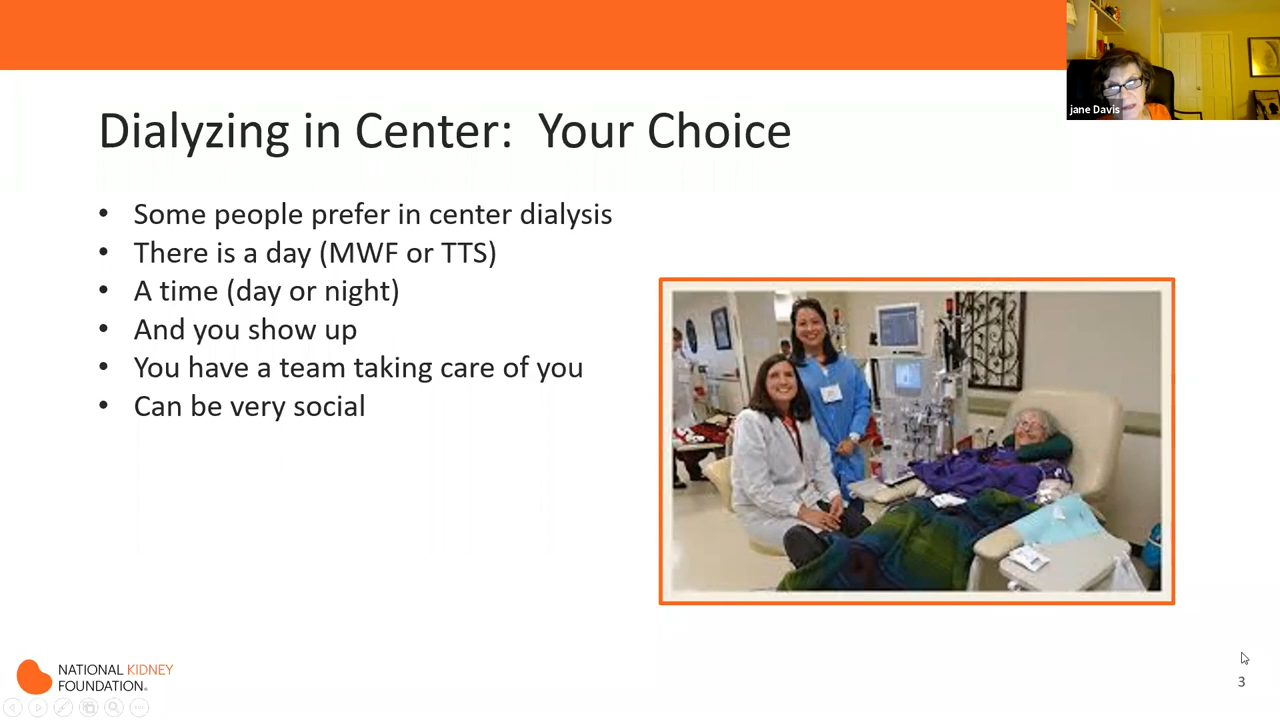 jane Davis
Dialyzing in Center: Your Choice
• Some people prefer in center dialysis
• There is a day (MWF or TTS)
• A time (day or night)
• And you show up
• You have a team taking care of you
• Can be very social
NATIONAL KIDNEY
FOUNDATION®
3